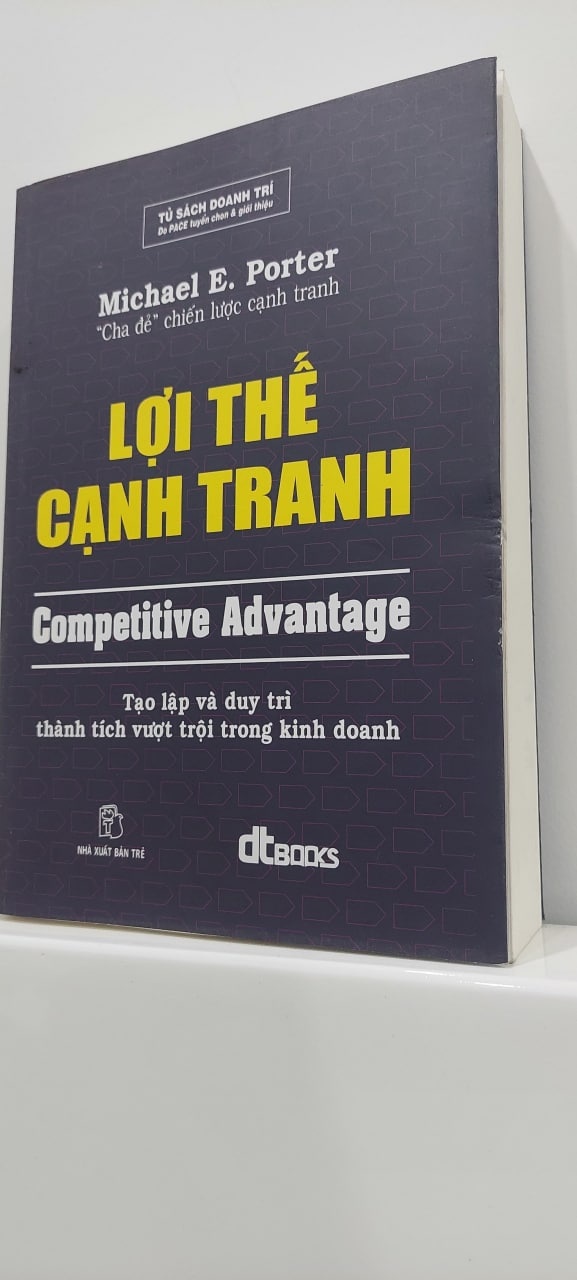 TỦ SÁCH DOANH TRÍ
Do PACE tuyển chọn & giới thiệu
Michael E. Porter
"Cha đẻ" chiến lược cạnh tranh
LỢI THẾ
CẠNH TRANH
Competitive Advantage
Tạo lập và duy trì
thành tích vượt trội trong kinh doanh
NHÀ XUẤT BẢN TRẺ
dtBOOKS